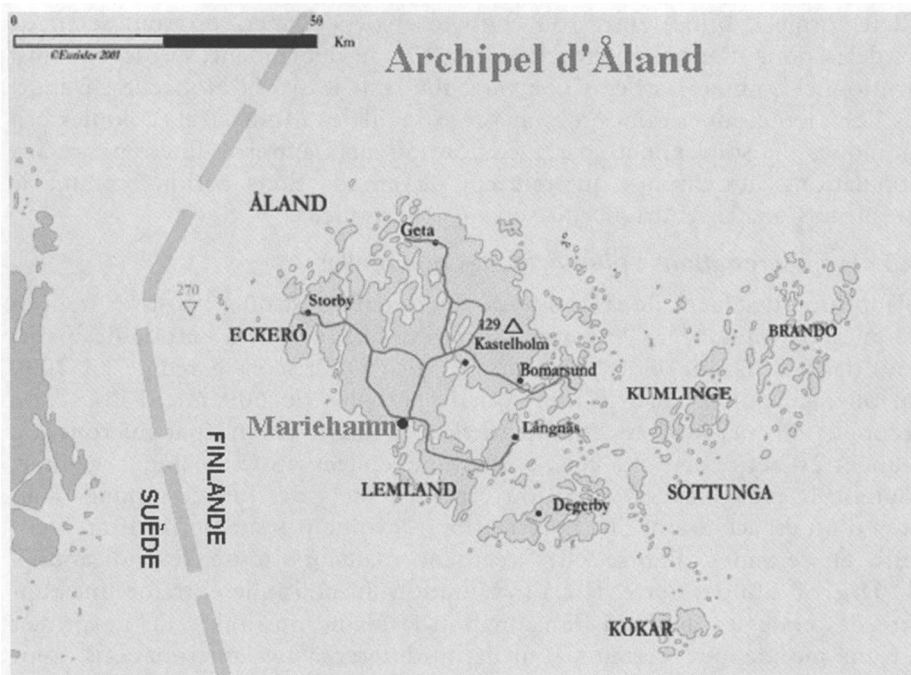 0 50
Km
©Eurides 2001
Archipel d'Åland
ÅLAND
Geta
270
Storby
129
BRANDO
ECKERÖ
Kastelholm
Bomarsund
KUMLINGE
Mariehamn
Långnäs
FINLANDE
LEMLAND
SOTTUNGA
SUÈDE
Degerby
KÖKAR